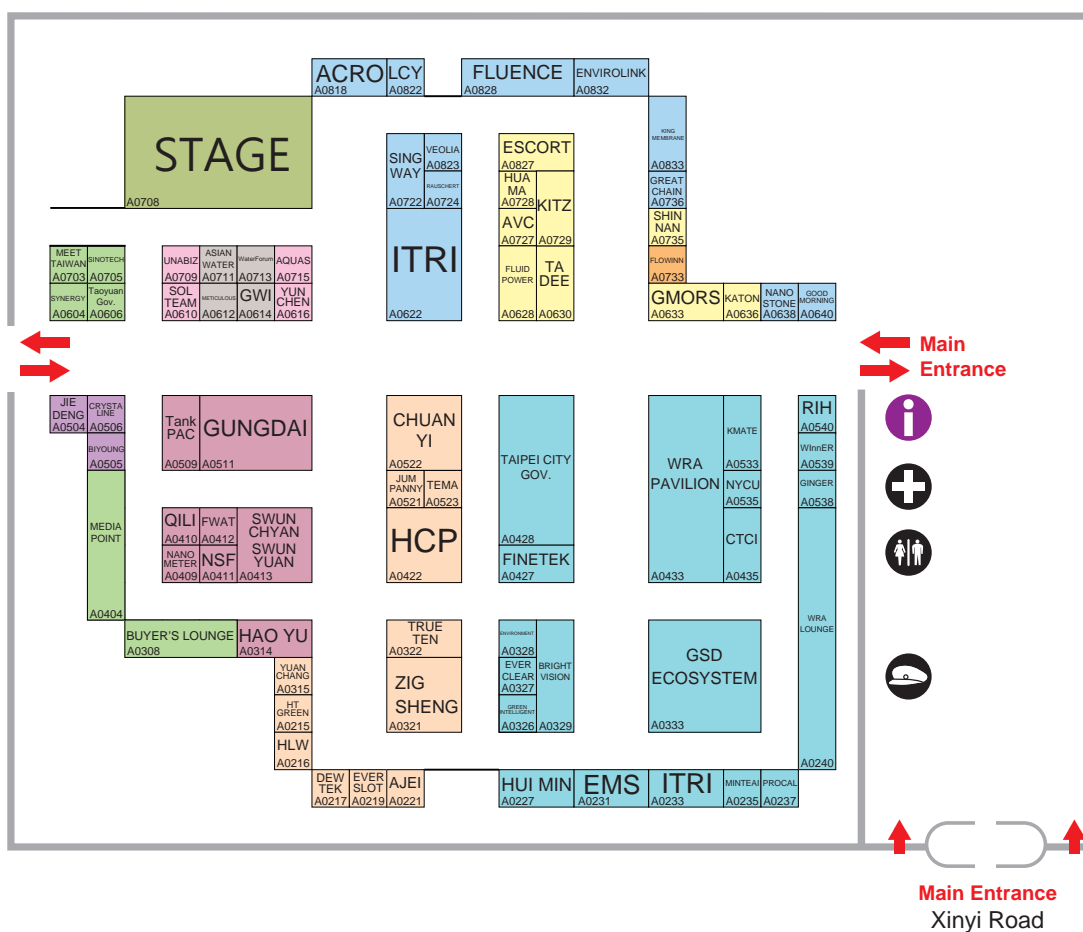 ACRO
A0818
LCY
A0822
FLUENCE
A0828
ENVIROLINK
A0832
STAGE
A0708
SING
WAY
A0722
VEOLIA
A0823
RAUSCHERT
A0724
ITRI
A0622
ESCORT
A0827
HUA
MA
A0728
KITZ
A0729
AVC
A0727
FLUID
POWER
A0628
TA
DEE
A0630
KING
MEMBRANE
A0833
GREAT
CHAIN
A0736
SHIN
NAN
A0735
FLOWINN
A0733
GMORS
A0633
KATON
A0636
NANO
STONE
A0638
GOOD
MORNING
A0640
MEET
TAIWAN
A0703
SINOTECH
A0705
SYNERGY
A0604
Taoyuan
Gov.
A0606
UNABIZ
A0709
ASIAN
WATER
A0711
WaterForum
A0713
AQUAS
A0715
SOL
TEAM
A0610
METICULOUS
A0612
GWI
A0614
YUN
CHEN
A0616
Main
Entrance
JIE
DENG
A0504
CRYSTA
LINE
A0506
BIYOUNG
A0505
MEDIA
POINT
A0404
Tank
PAC
A0509
GUNGDAI
A0511
QILI
A0410
FWAT
A0412
SWUN
CHYAN
SWUN
YUAN
A0413
NANO
METER
A0409
NSF
A0411
CHUAN
YI
A0522
JUM
PANNY
A0521
TEMA
A0523
HCP
A0422
TAIPEI CITY
GOV.
A0428
FINETEK
A0427
WRA
PAVILION
A0433
KMATE
A0533
NYCU
A0535
CTCI
A0435
RIH
A0540
WInnER
A0539
GINGER
A0538
WRA
LOUNGE
A0240
BUYER'S LOUNGE
A0308
HAO YU
A0314
YUAN
CHANG
A0315
HT
GREEN
A0215
HLW
A0216
DEW
TEK
A0217
EVER
SLOT
A0219
AJEI
A0221
TRUE
TEN
A0322
ZIG
SHENG
A0321
ENVIRONMENT
A0328
EVER
CLEAR
A0327
GREEN
INTELLIGENT
A0326
BRIGHT
VISION
A0329
GSD
ECOSYSTEM
A0333
HUI MIN
A0227
EMS
A0231
ITRI
A0233
MINTEAI
A0235
PROCAL
A0237
Main Entrance
Xinyi Road